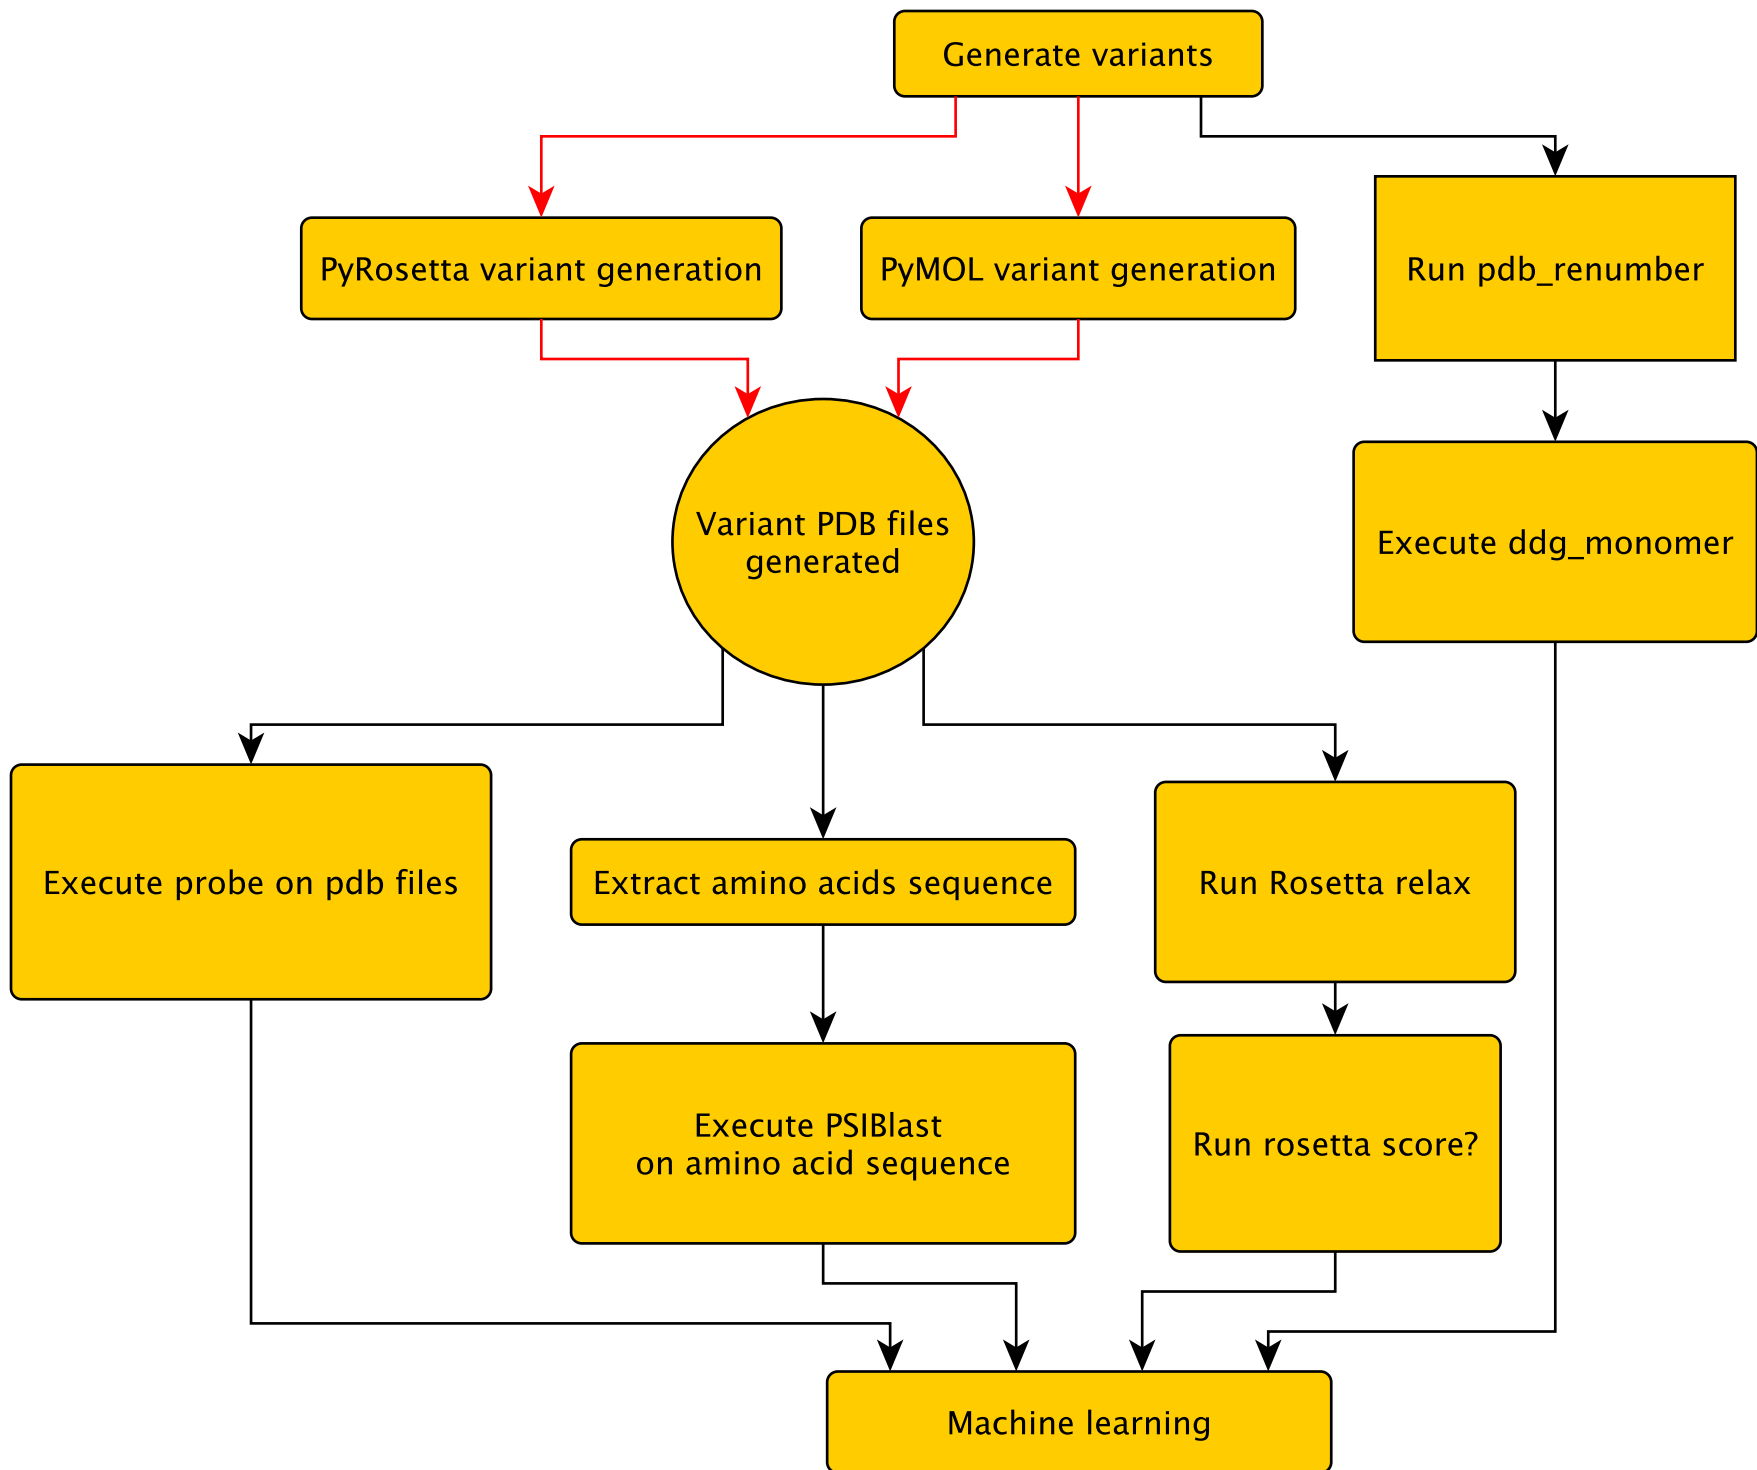 Generate variants
PyRosetta variant generation
PyMOL variant generation
Run pdb_renumber
Variant PDB files
generated
Execute ddg_monomer
Execute probe on pdb files
Extract amino acids sequence
Run Rosetta relax
Execute PSIBlast
on amino acid sequence
Run rosetta score?
Machine learning